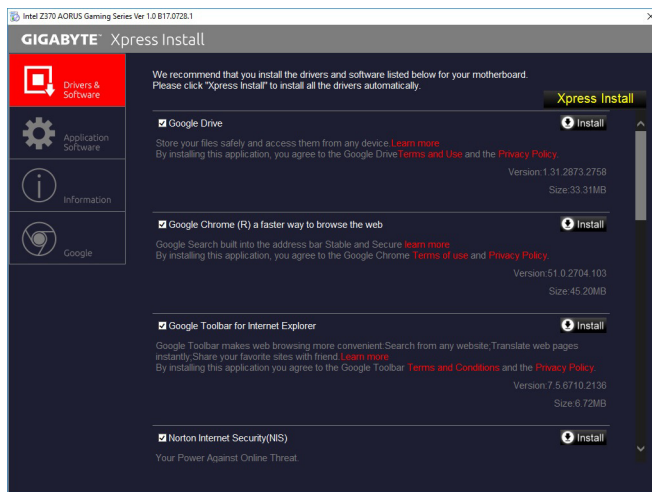 Intel Z370 AORUS Gaming Series Ver 1.0 B17.0728.1
GIGABYTE™ Xpress Install
Drivers &
Software
Application
Software
Information
Google
We recommend that you install the drivers and software listed below for your motherboard.
Please click "Xpress Install" to install all the drivers automatically.
Xpress Install
Google Drive
Install
Store your files safely and access them from any device.Learn more
By installing this application, you agree to the Google DriveTerms and Use and the Privacy Policy.
Version:1.31.2873.2758
Size:33.31MB
Google Chrome (R) a faster way to browse the web
Install
Google Search built into the address bar Stable and Secure learn more
By installing this application, you agree to the Google Chrome Terms of use and Privacy Policy.
Version:51.0.2704.103
Size:45.20MB
Google Toolbar for Internet Explorer
Install
Google Toolbar makes web browsing more convenient:Search from any website;Translate web pages
instantly;Share your favorite sites with friend.Learn more
By installing this application you agree to the Google Toolbar Terms and Conditions and the Privacy Policy.
Version:7.5.6710.2136
Size:6.72MB
Norton Internet Security(NIS)
Install
Your Power Against Online Threat.